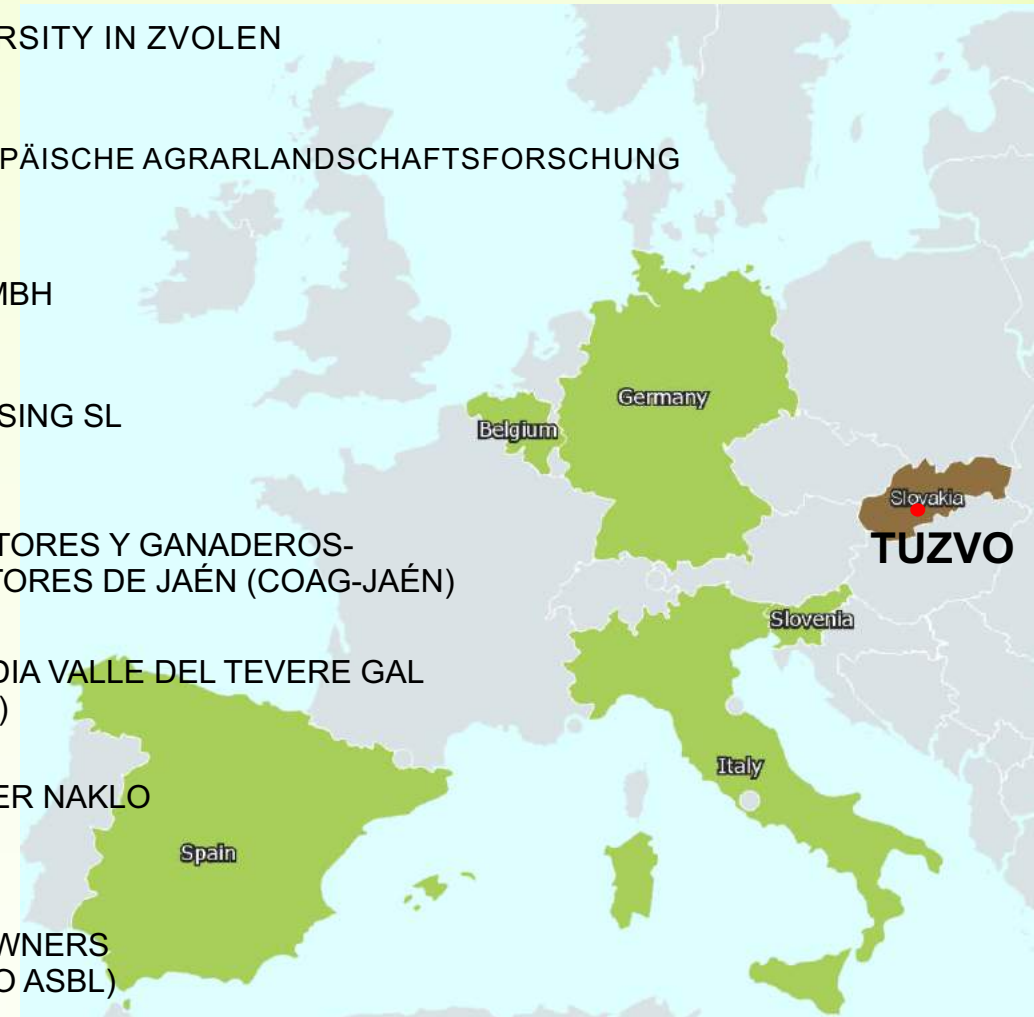 RSITY IN ZVOLEN
PÄISCHE AGRARLANDSCHAFTSFORSCHUNG
MBH
Germany
SING SL
Belgium
Slovakia
TORES Y GANADEROS-
TUZVO
TORES DE JAÉN (COAG-JAÉN)
Slovenia
DIA VALLE DEL TEVERE GAL
)
Italy
ER NAKLO
Spain
WNERS
O ASBL)